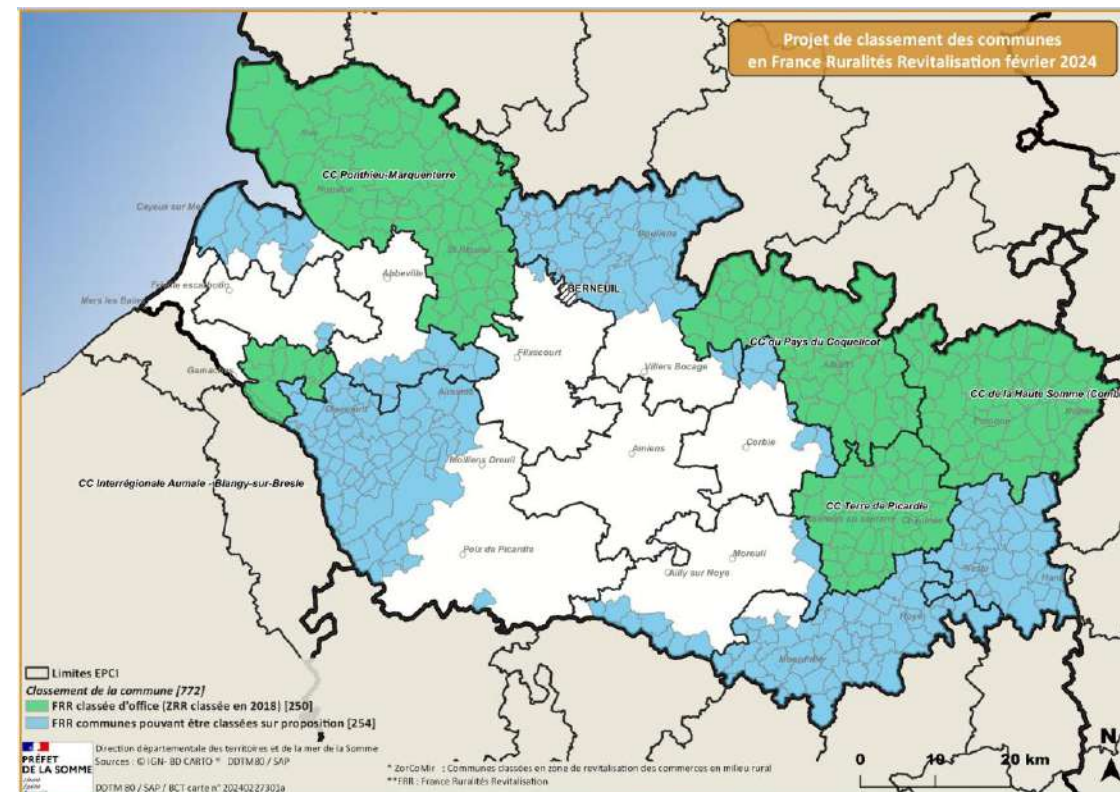 Projet de classement des communes
en France Ruralités Revitalisation février 2024
Rue
CC Ponthieu-Marquenterre
Nouvion
Cayeux sur Mer
Doullens
St Riquier
Abbeville
BERNEUIL
Mers les Bains
CC du Pays du Coquelicot
Flixecourt
Albert
Gamaches
Villers Bocage
CC de la Haute Somme (Comb
Péronne
Oisemont
Airaines
Corbie
Amiens
Molliens Dreuil
CC Interrégionale Aumale - Blangy-sur-Bresle
CC Terre de Picardie
Chaulnes
Poix de Picardie
Moreuil
Ailly sur Noye
Nesle
Ham
Roye
Montdidier
Limites EPCI
Classement de la commune [772]
FRR classée d'office (ZRR classée en 2018) [250]
FRR communes pouvant être classées sur proposition [254]
0 10 20 km
N
PRÉFET
DE LA SOMME
Direction départementale des territoires et de la mer de la Somme
Sources : © IGN- BD CARTO ® DDTM80 / SAP
DDTM 80 / SAP / BCT-carte n° 20240227301a
* ZorCoMir : Communes classées en zone de revitalisation des commerces en milieu rural
**FRR : France Ruralités Revitalisation